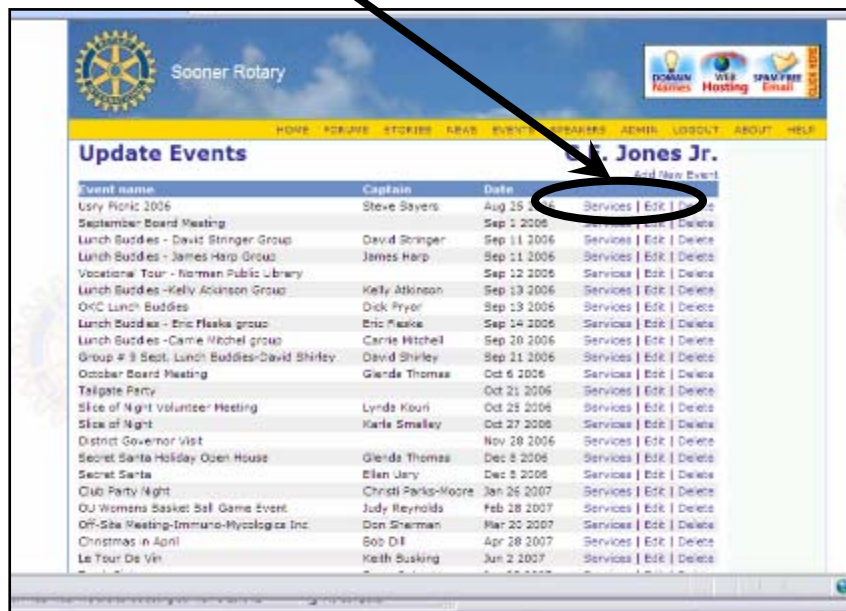 Sooner Rotary
DOMAIN Names WEB Hosting SPAM-FREE Email CLICK HERE
HOME FORUMS STORIES NEWS EVENTS SPEAKERS ADMIN LOGOUT ABOUT HELP
Update Events Jones Jr.
Add New Event
Event name Captain Date
Usry Picnic 2006 Steve Sayers Aug 25 2006 Services | Edit | Delete
September Board Meeting Sep 1 2006 Services | Edit | Delete
Lunch Buddies - David Stringer Group David Stringer Sep 11 2006 Services | Edit | Delete
Lunch Buddies - James Harp Group James Harp Sep 11 2006 Services | Edit | Delete
Vocational Tour - Norman Public Library Sep 12 2006 Services | Edit | Delete
Lunch Buddies -Kelly Atkinson Group Kelly Atkinson Sep 13 2006 Services | Edit | Delete
OKC Lunch Buddies Dick Pryor Sep 13 2006 Services | Edit | Delete
Lunch Buddies - Eric Fleske group Eric Fleske Sep 14 2006 Services | Edit | Delete
Lunch Buddies -Carrie Mitchel group Carrie Mitchell Sep 20 2006 Services | Edit | Delete
Group # 9 Sept. Lunch Buddies-David Shirley David Shirley Sep 21 2006 Services | Edit | Delete
October Board Meeting Glenda Thomas Oct 6 2006 Services | Edit | Delete
Tailgate Party Oct 21 2006 Services | Edit | Delete
Slice of Night Volunteer Meeting Lynda Kouri Oct 25 2006 Services | Edit | Delete
Slice of Night Karla Smalley Oct 27 2006 Services | Edit | Delete
District Governor Visit Nov 28 2006 Services | Edit | Delete
Secret Santa Holiday Open House Glenda Thomas Dec 8 2006 Services | Edit | Delete
Secret Santa Ellen Usry Dec 8 2006 Services | Edit | Delete
Club Party Night Christi Parks-Moore Jan 26 2007 Services | Edit | Delete
OU Womens Basket Ball Game Event Judy Reynolds Feb 28 2007 Services | Edit | Delete
Off-Site Meeting-Immuno-Mycologics Inc Don Sherman Mar 20 2007 Services | Edit | Delete
Christmas in April Bob Dill Apr 28 2007 Services | Edit | Delete
Le Tour De Vin Keith Busking Jun 2 2007 Services | Edit | Delete